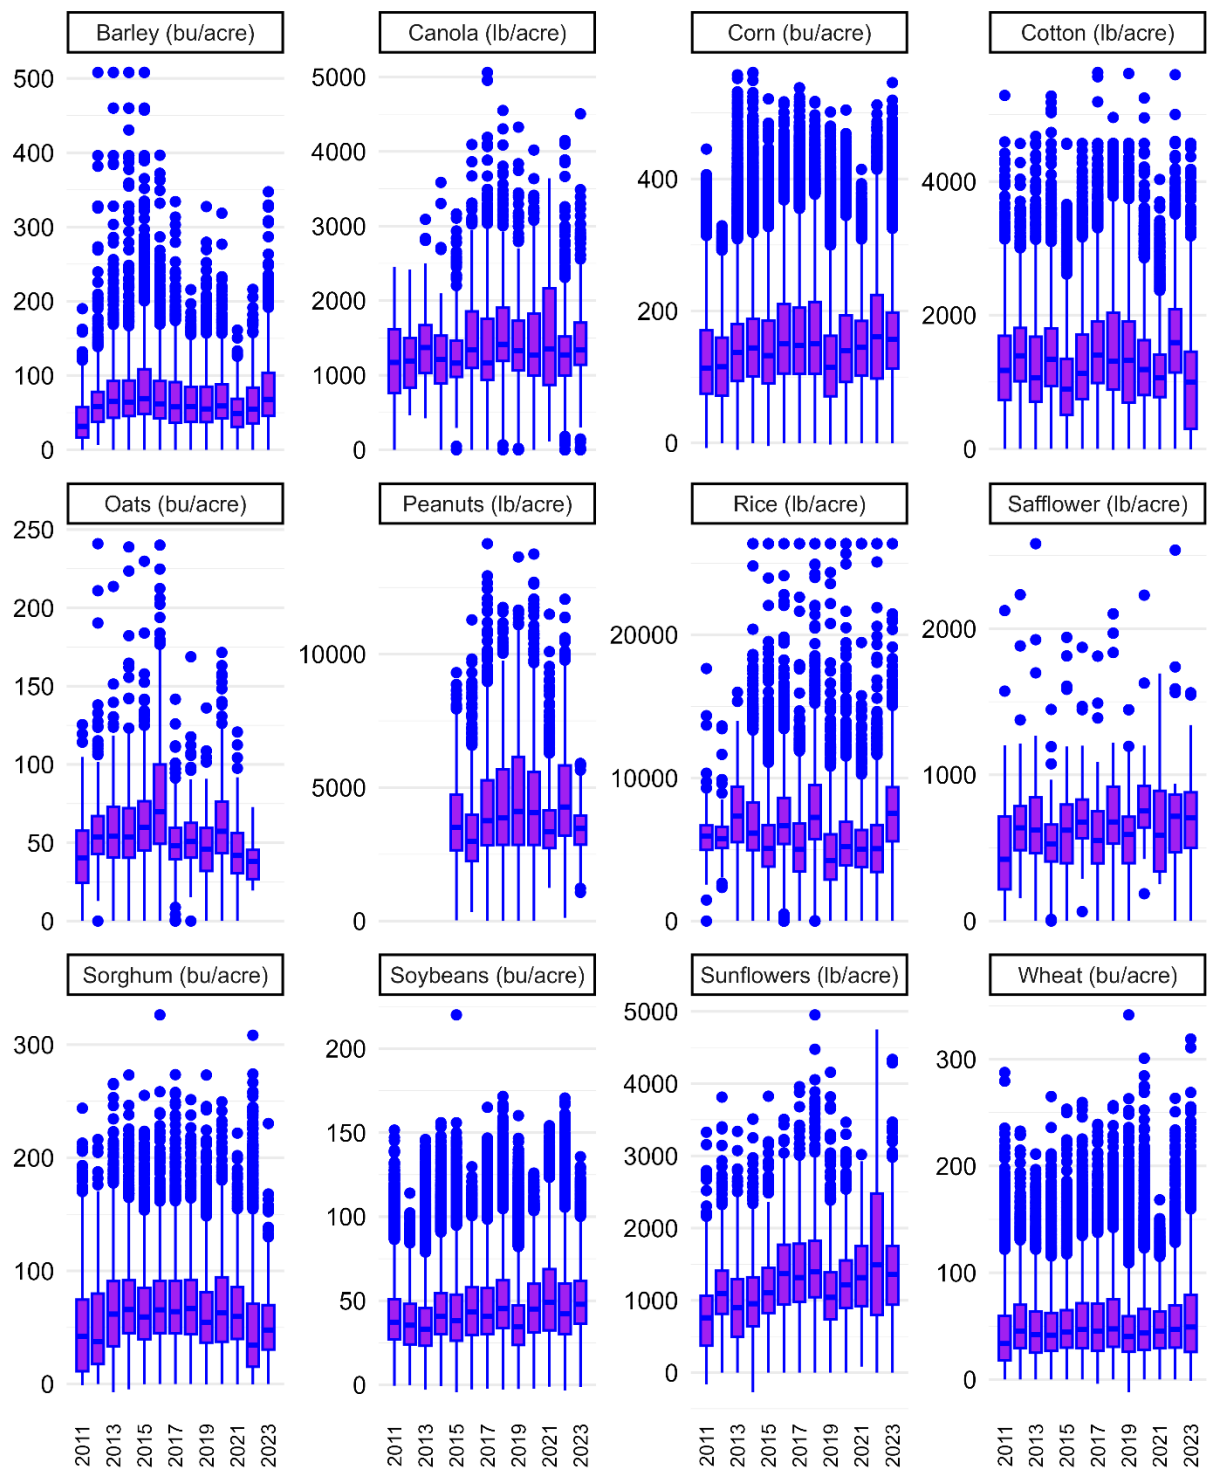 Barley (bu/acre) Canola (lb/acre) Corn (bu/acre) Cotton (lb/acre)
500 5000
400 4000 400 4000
300 3000
200 2000 200 2000
100 1000
0 0 0 0
Oats (bu/acre) Peanuts (lb/acre) Rice (lb/acre) Safflower (lb/acre)
250
200 10000 20000 2000
150
100 5000 10000 1000
50
0 0 0 0
Sorghum (bu/acre) Soybeans (bu/acre) Sunflowers (lb/acre) Wheat (bu/acre)
300 200 5000 300
4000
200 150 3000 200
100 2000
100 50 1000 100
0 0 0 0
2011 2013 2015 2017 2019 2021 2023 2011 2013 2015 2017 2019 2021 2023 2011 2013 2015 2017 2019 2021 2023 2011 2013 2015 2017 2019 2021 2023